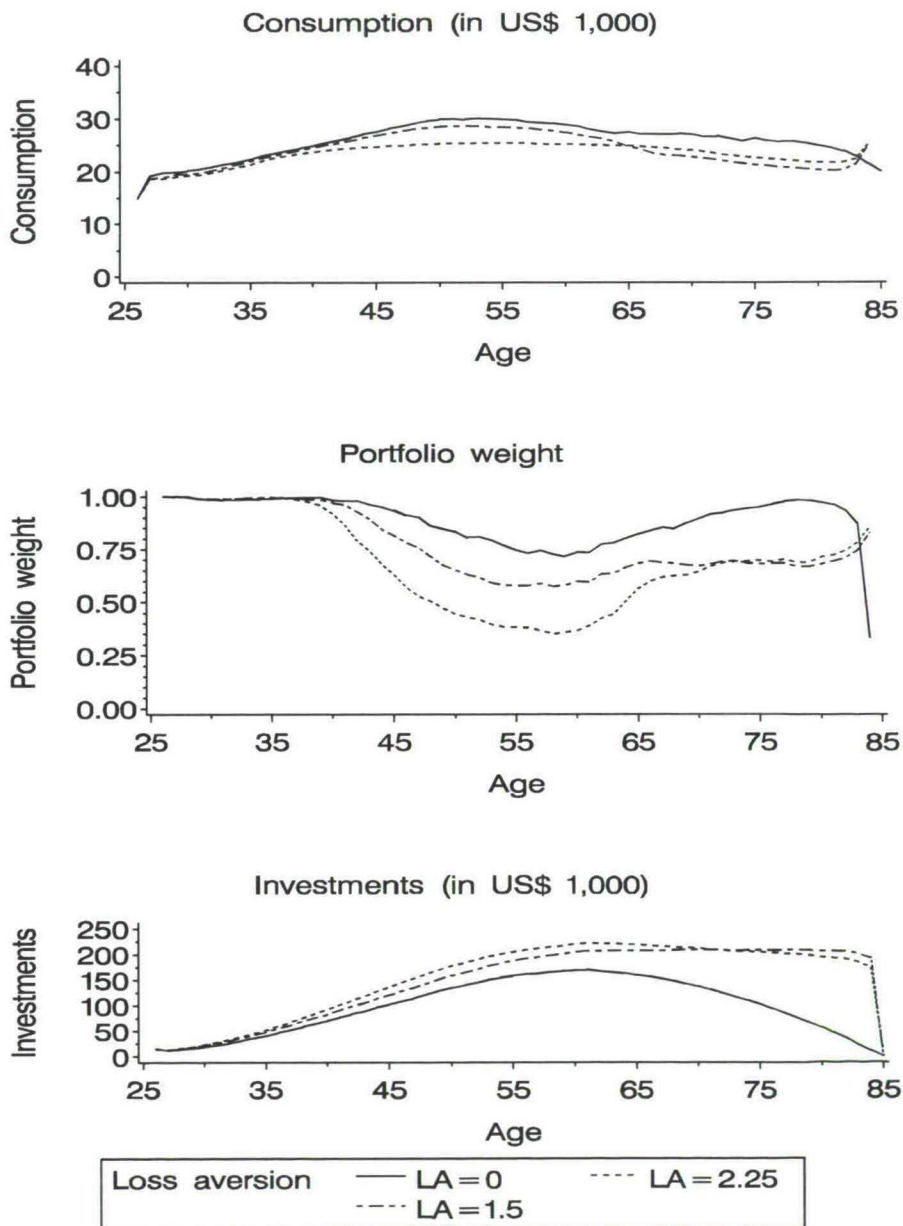 Consumption (in US$ 1,000)
Consumption
40
30
20
10
0
25 35 45 55 65 75 85
Age
Portfolio weight
Portfolio weight
1.00
0.75
0.50
0.25
0.00
25 35 45 55 65 75 85
Age
Investments (in US$ 1,000)
Investments
250
200
150
100
50
0
25 35 45 55 65 75 85
Age
Loss aversion LA=0 LA=2.25
LA=1.5